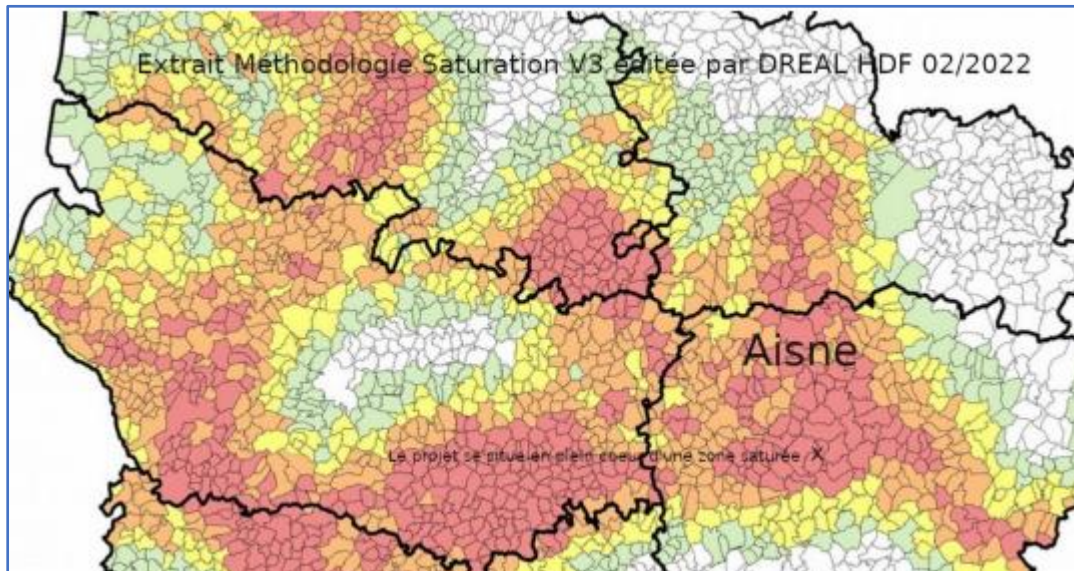 Extrait Méthodologie Saturation V3 éditée par DREAL HDF 02/2022
Aisne
Le projet se situe en plein coeur d'une zone saturée X